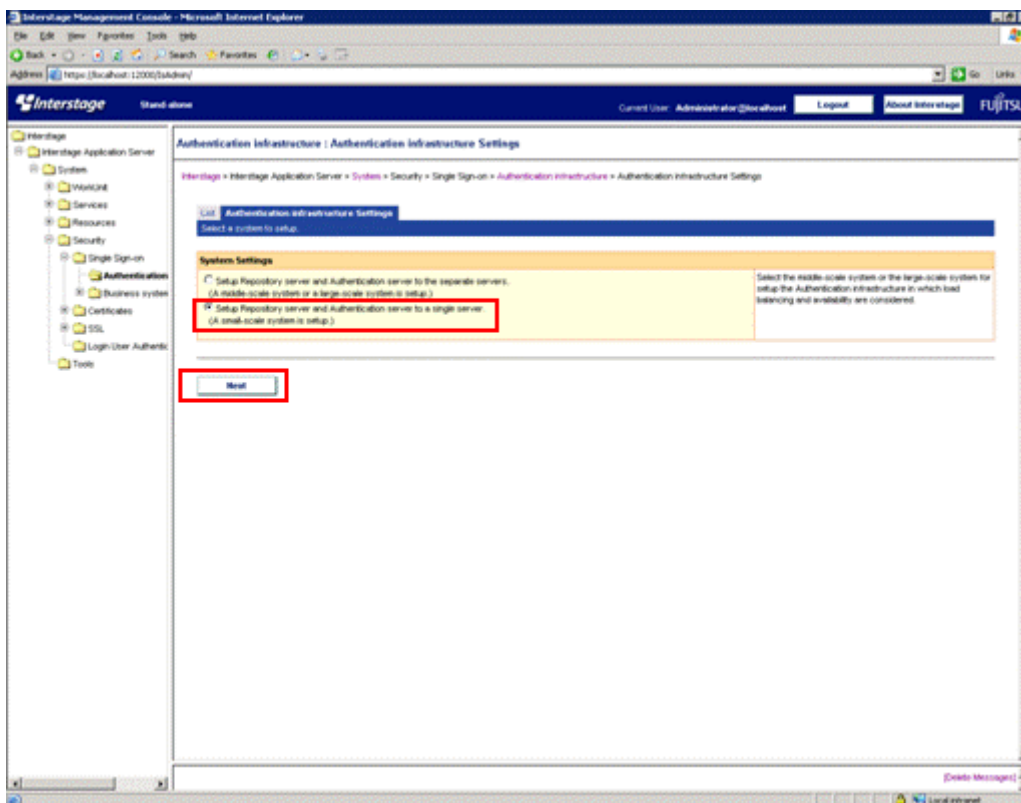 Interstage Management Console - Microsoft Internet Explorer
File Edit View Favorites Tools Help
Back Search Favorites
Address https://localhost:12000/IsAdmin/ Go Links
Interstage Stand-alone Current User: Administrator@localhost Logout About Interstage FUJITSU
Interstage
Interstage Application Server
System
WorkUnit
Services
Resources
Security
Single Sign-on
Authentication
Business system
Certificates
SSL
Login User Authentic
Tools
Authentication infrastructure : Authentication infrastructure Settings
Interstage > Interstage Application Server > System > Security > Single Sign-on > Authentication infrastructure > Authentication infrastructure Settings
List Authentication infrastructure Settings
Select a system to setup.
System Settings
Setup Repository server and Authentication server to the separate servers.
(A middle-scale system or a large-scale system is setup.)
Setup Repository server and Authentication server to a single server.
(A small-scale system is setup.)
Select the middle-scale system or the large-scale system for
setup the Authentication infrastructure in which load
balancing and availability are considered.
Next
[Delete Messages]
Local intranet